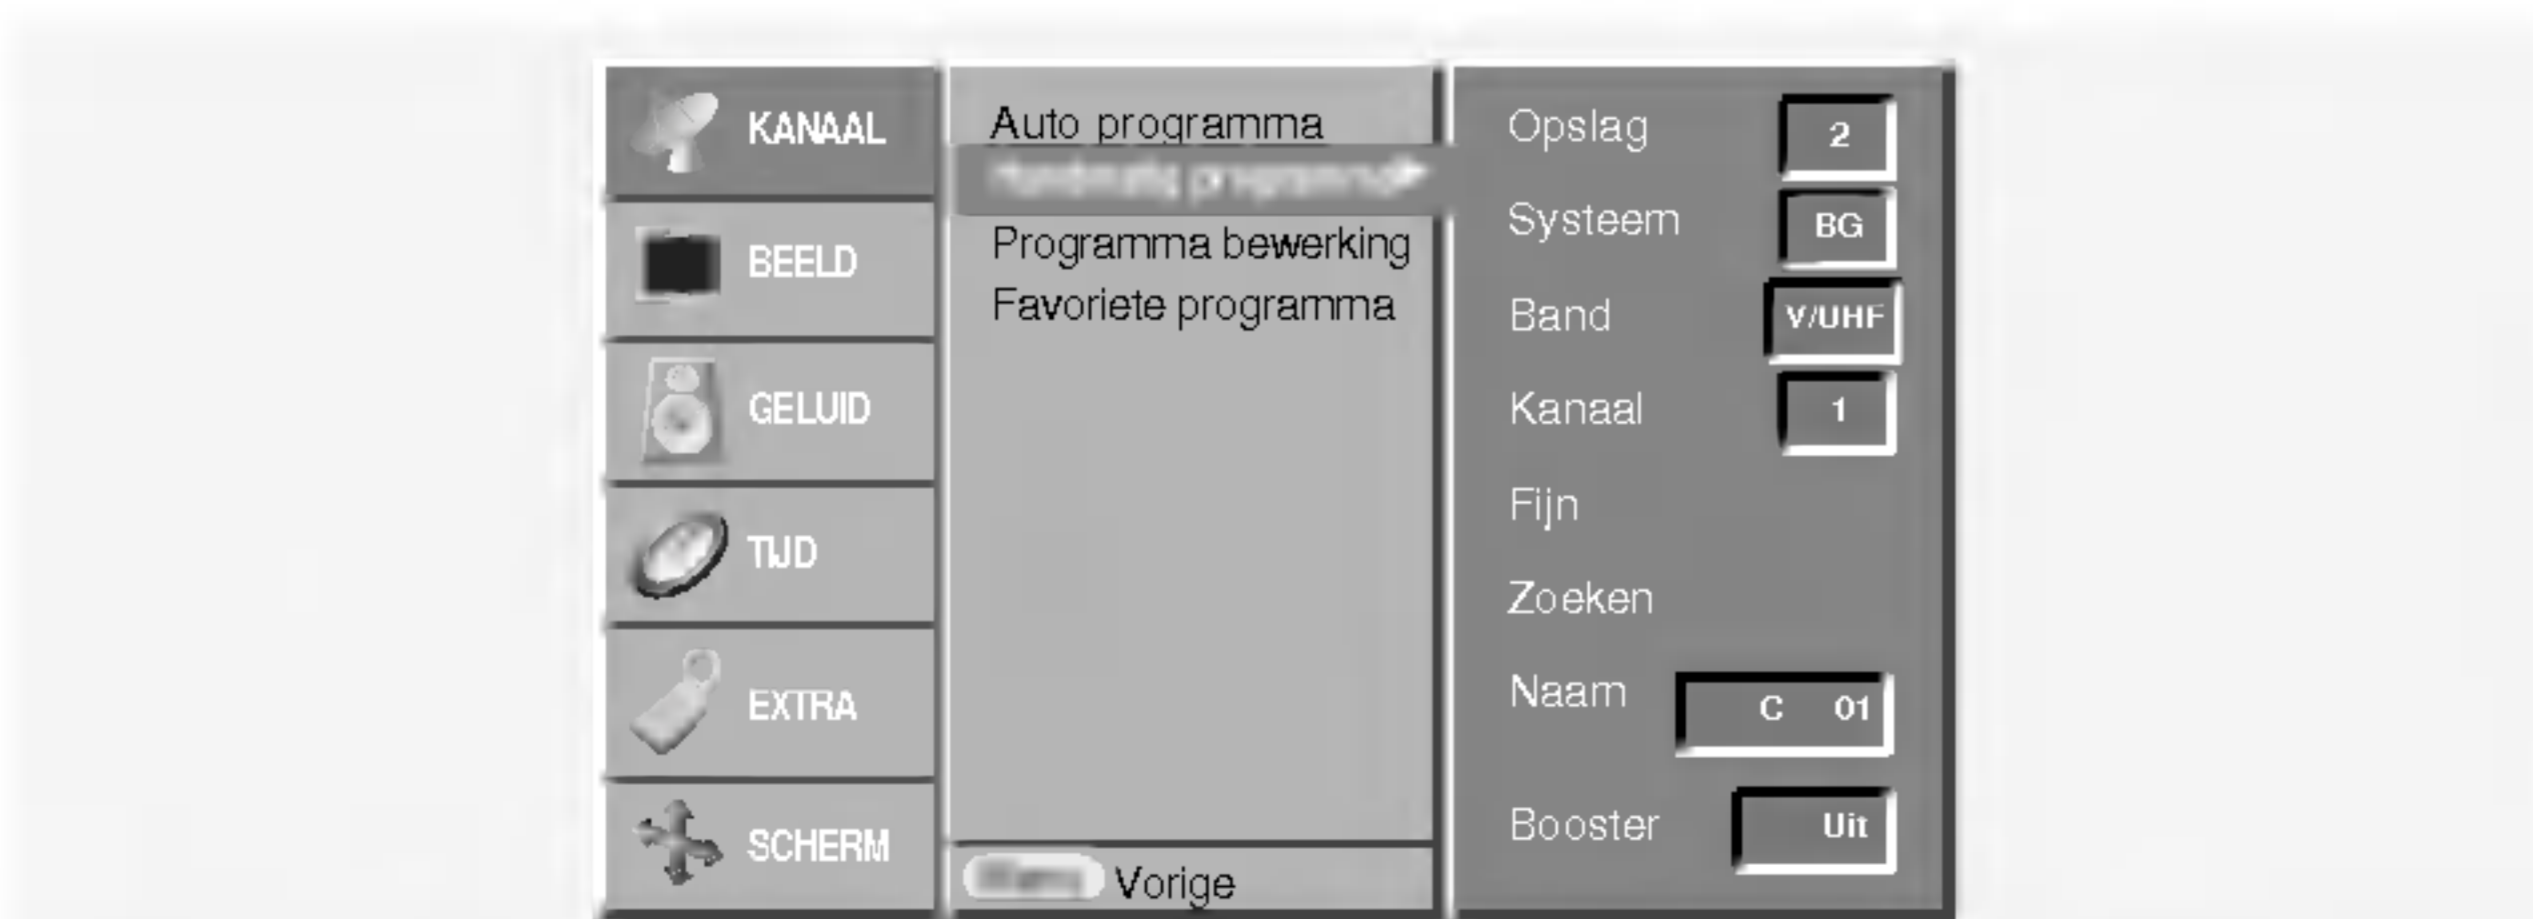 KANAAL
BEELD
GELUID
TIJD
EXTRA
SCHERM
Auto programma
Programma bewerking
Favoriete programma
Vorige
Opslag 2
Systeem BG
Band V/UHF
Kanaal 1
Fijn
Zoeken
Naam C 01
Booster Uit